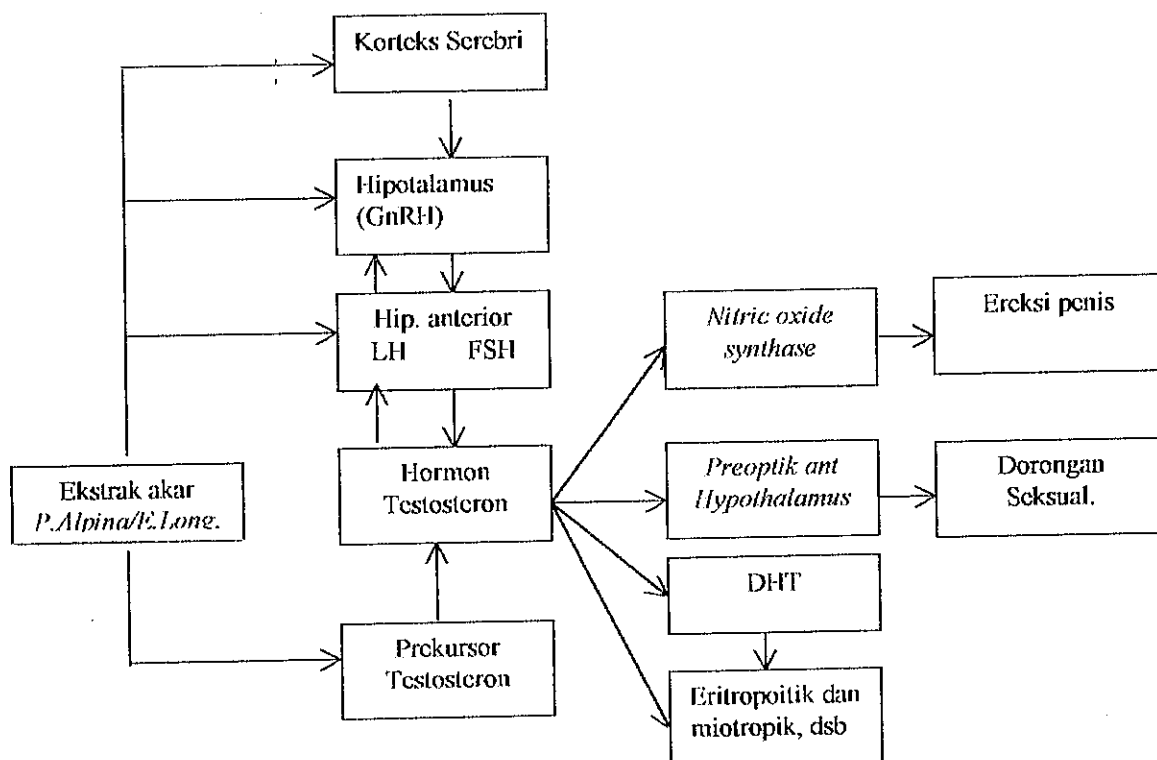 Korteks Serebri
Hipotalamus
(GnRH)
Hip. anterior
LH FSH
Nitric oxide
synthase
Ereksi penis
Ekstrak akar
P.Alpina/E.Long.
Hormon
Testosteron
Preoptik ant
Hypothalamus
Dorongan
Seksual.
DHT
Prekursor
Testosteron
Eritropoitik dan
miotropik, dsb